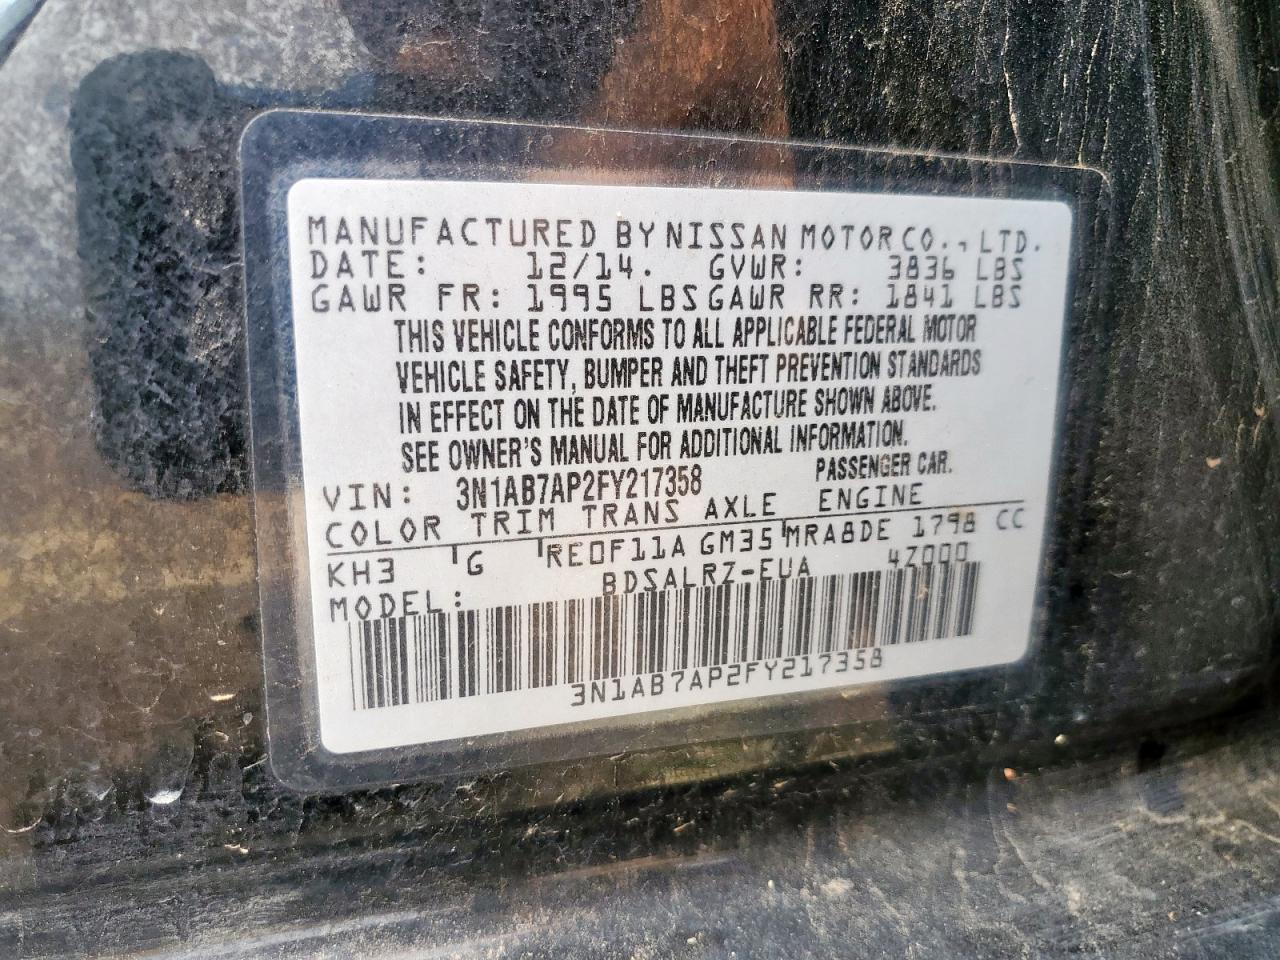 MANUFACTURED BY NISSAN MOTOR CO., LTD.
DATE: 12/14. GVWR: 3836 LBS
GAWR FR: 1995 LBS GAWR RR: 1841 LBS
THIS VEHICLE CONFORMS TO ALL APPLICABLE FEDERAL MOTOR
VEHICLE SAFETY, BUMPER AND THEFT PREVENTION STANDARDS
IN EFFECT ON THE DATE OF MANUFACTURE SHOWN ABOVE.
SEE OWNER'S MANUAL FOR ADDITIONAL INFORMATION.
VIN: 3N1AB7AP2FY217358 PASSENGER CAR.
COLOR TRIM TRANS AXLE ENGINE
KH3 G RE0F11A GM35 MRA8DE 1798 CC
MODEL: BDSALRZ-EUA 4Z000
3N1AB7AP2FY217358